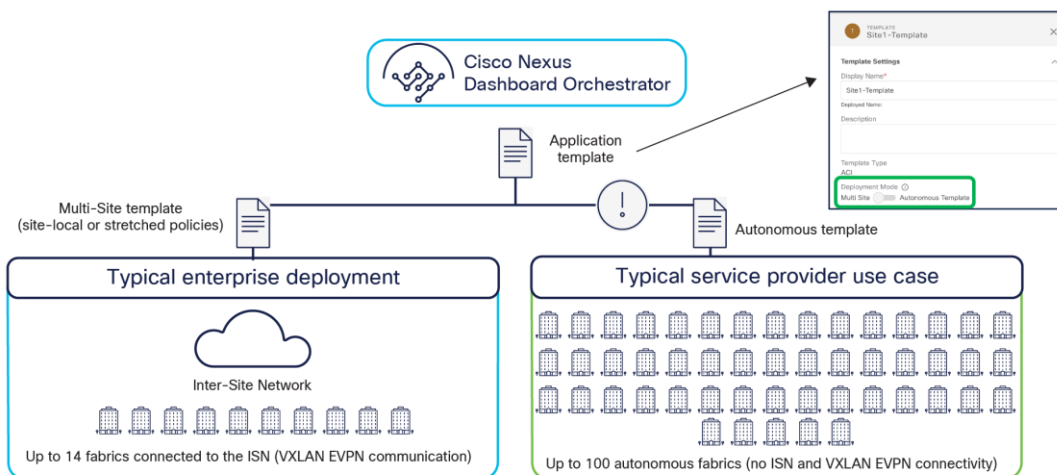 Cisco Nexus
Dashboard Orchestrator
Application
template
TEMPLATE
Site1-Template
Template Settings
Display Name*
Site1-Template
Deployed Name:
Description
Template Type
ACI
Deployment Mode
Multi Site
Autonomous Template
Multi-Site template
(site-local or stretched policies)
Autonomous template
Typical enterprise deployment
Inter-Site Network
Up to 14 fabrics connected to the ISN (VXLAN EVPN communication)
Typical service provider use case
Up to 100 autonomous fabrics (no ISN and VXLAN EVPN connectivity)